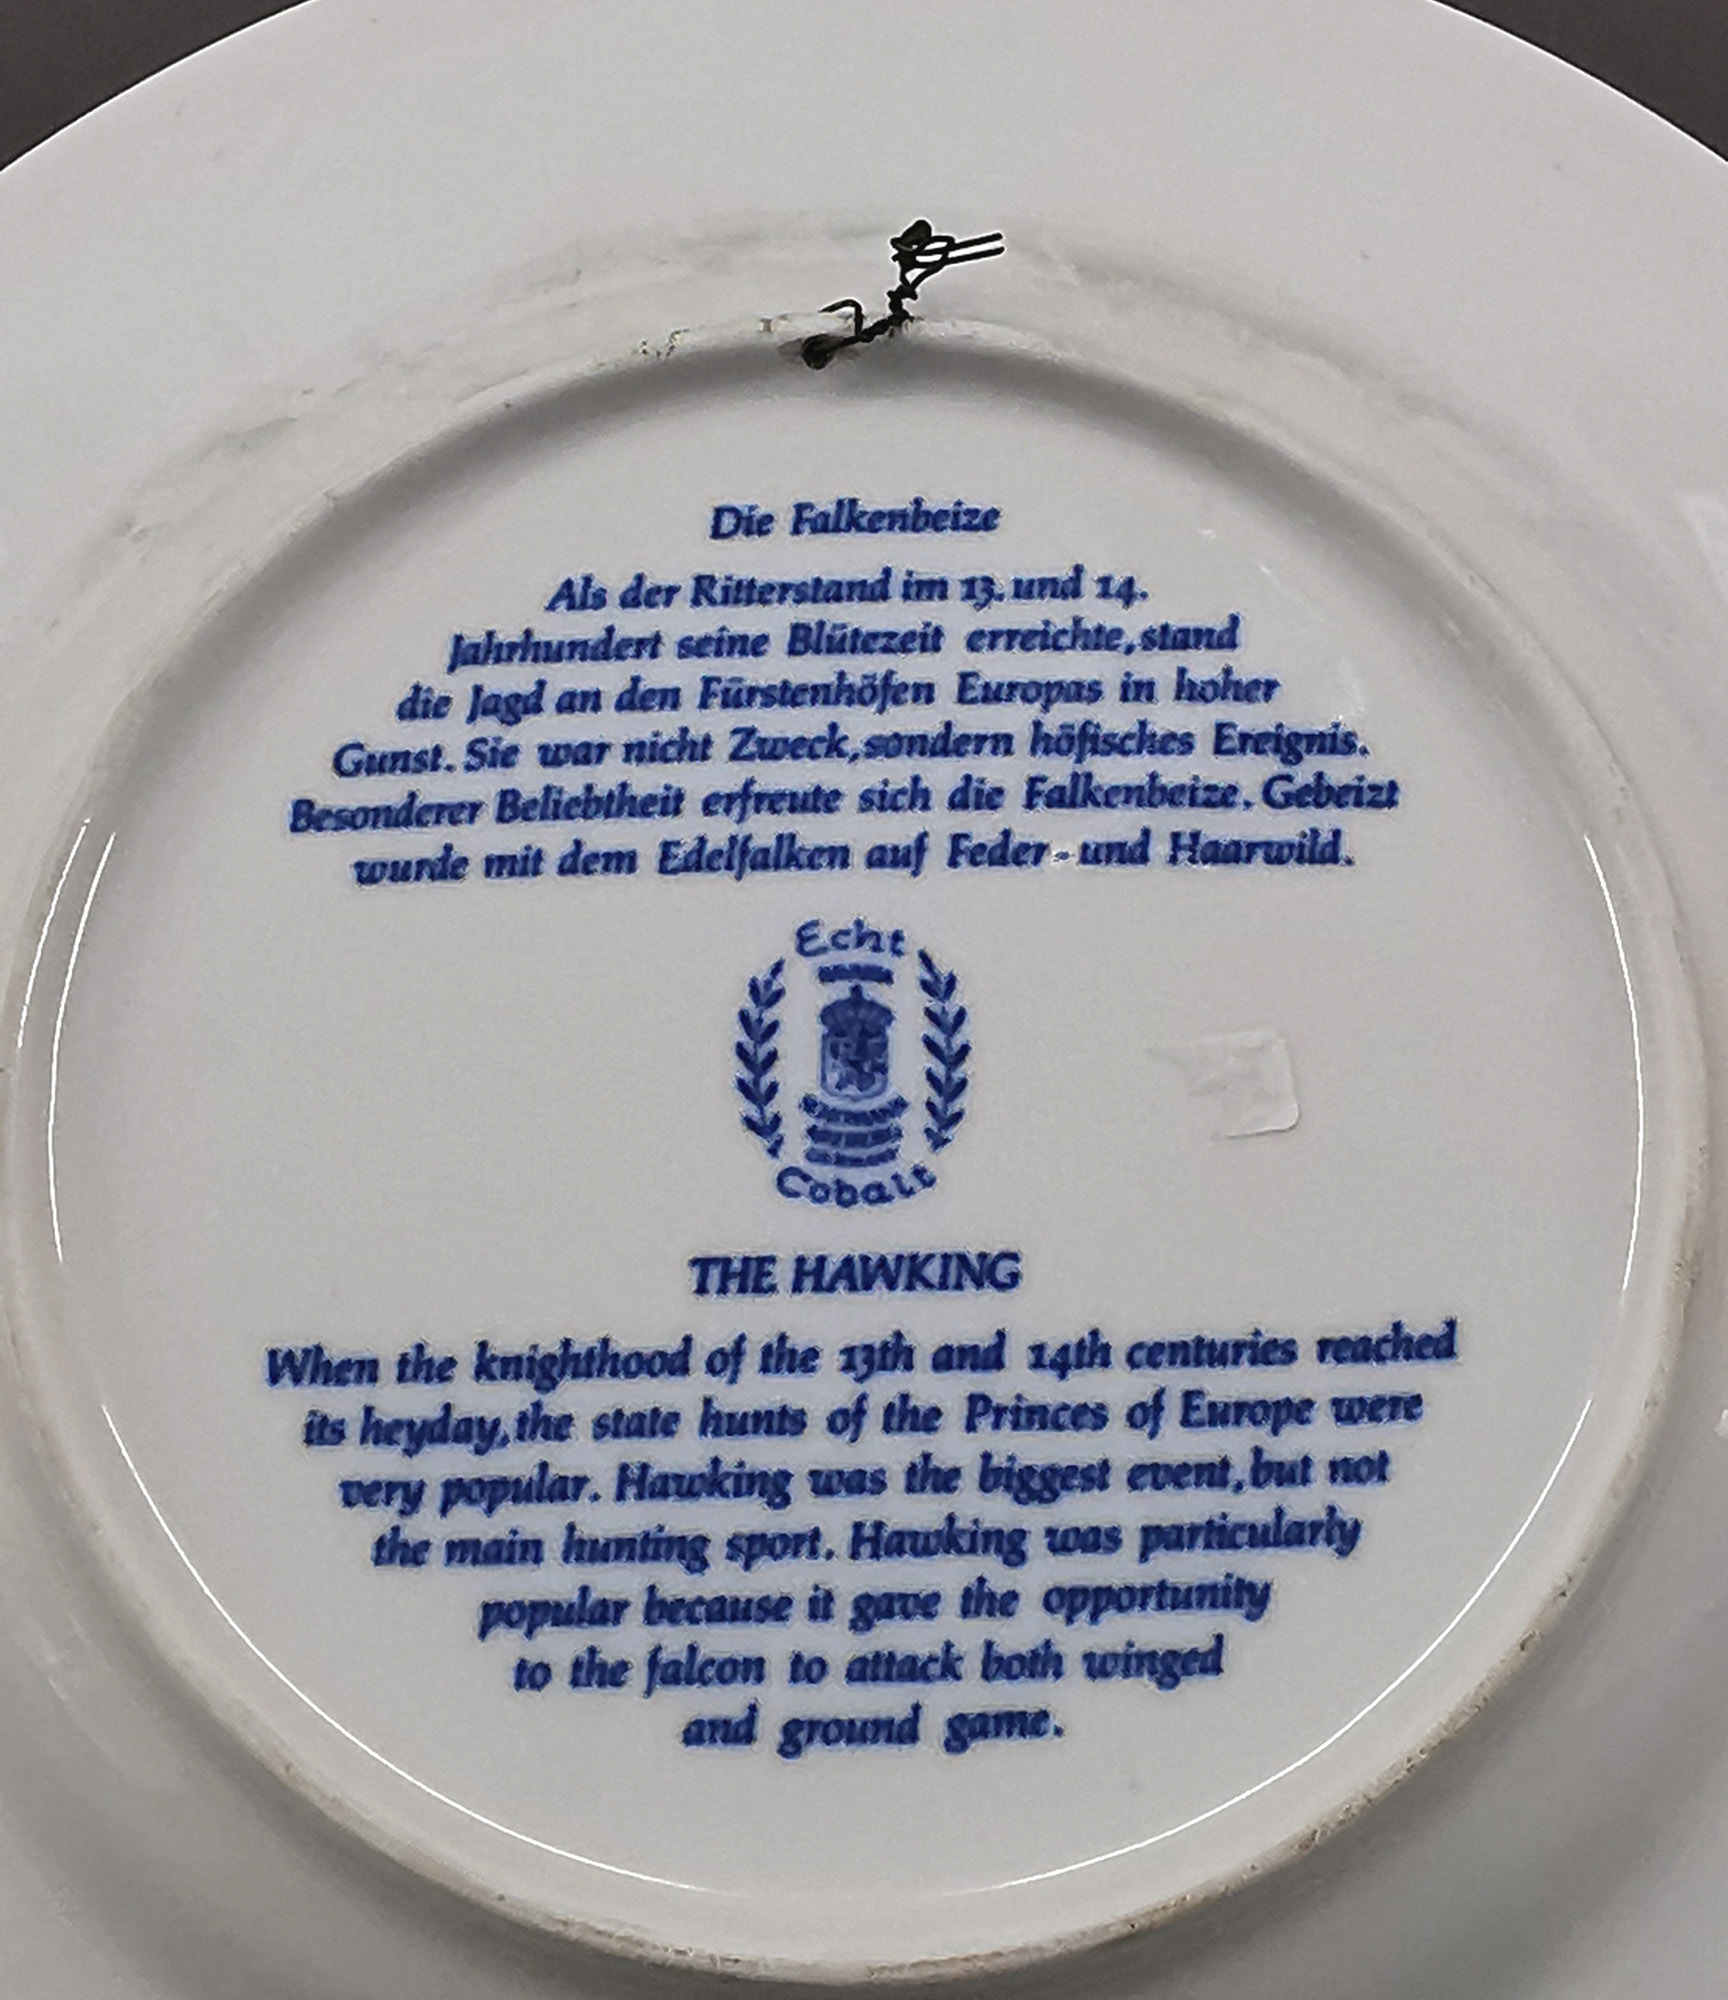 Die Falkenbeize
Als der Ritterstand im 13. und 14.
Jahrhundert seine Blütezeit erreichte, stand
die Jagd an den Fürstenhöfen Europas in hoher
Gunst. Sie war nicht Zweck, sondern höfisches Ereignis.
Besonderer Beliebtheit erfreute sich die Falkenbeize. Gebeizt
wurde mit dem Edelfalken auf Feder- und Haarwild.
Echt
Cobalt
THE HAWKING
When the knighthood of the 13th and 14th centuries reached
its heyday, the state hunts of the Princes of Europe were
very popular. Hawking was the biggest event, but not
the main hunting sport. Hawking was particularly
popular because it gave the opportunity
to the falcon to attack both winged
and ground game.